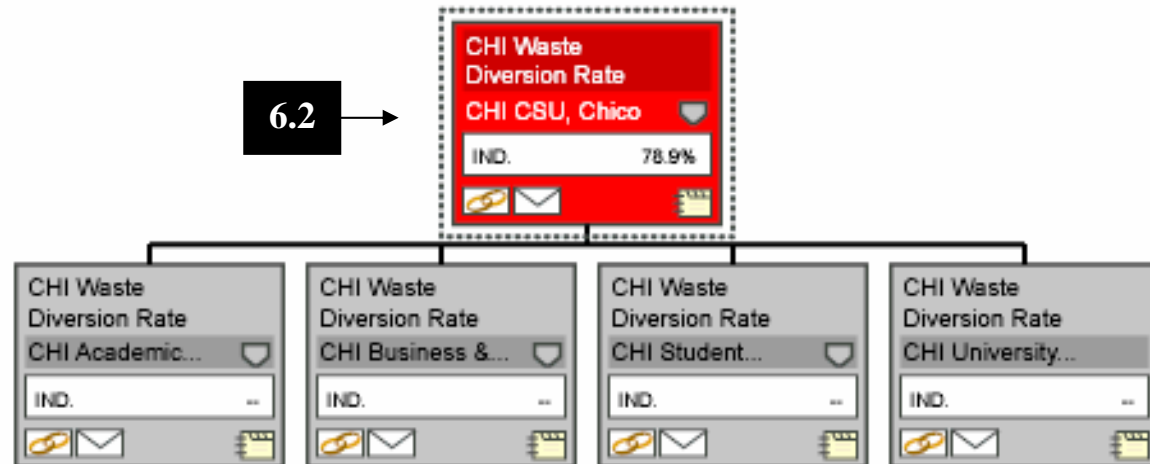 CHI Waste
Diversion Rate
CHI CSU, Chico
6.2
IND. 78.9%
CHI Waste
Diversion Rate
CHI Academic...
IND. --
CHI Waste
Diversion Rate
CHI Business &...
IND. --
CHI Waste
Diversion Rate
CHI Student...
IND. --
CHI Waste
Diversion Rate
CHI University...
IND. --